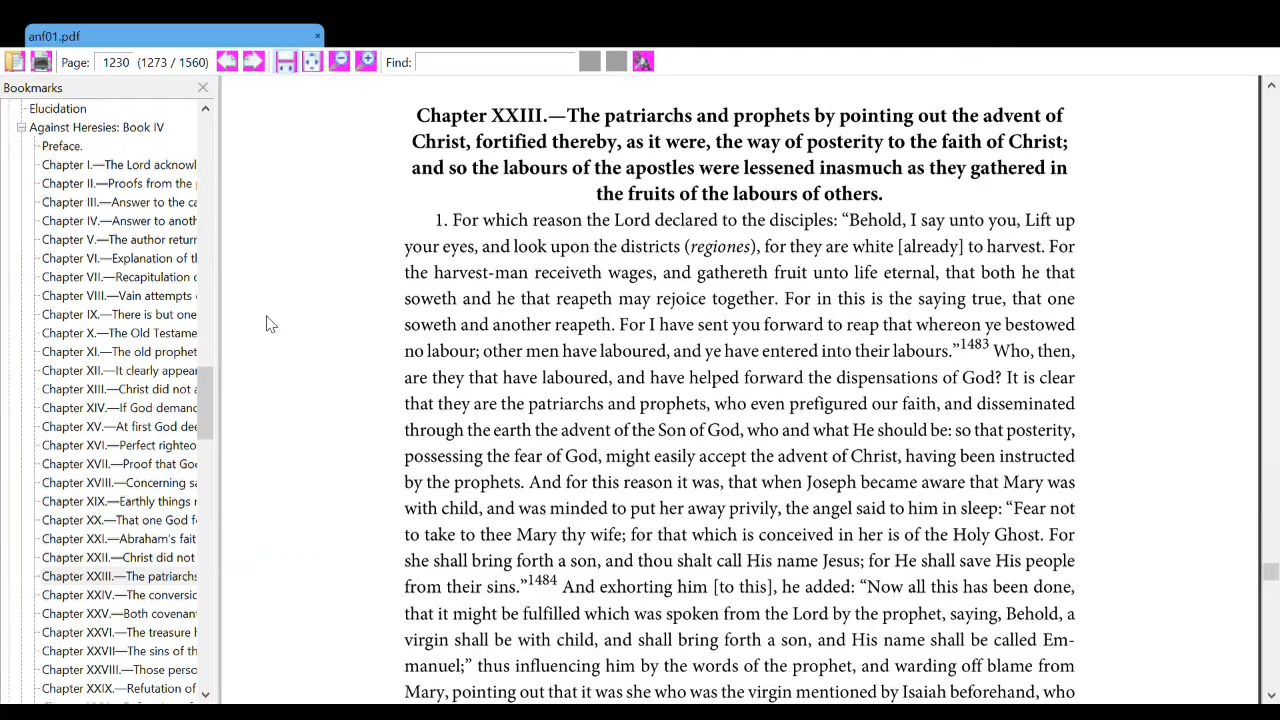 anf01.pdf
×
Page: 1230 (1273 / 1560) Find:
Bookmarks
Elucidation
Against Heresies: Book IV
Preface.
Chapter I.—The Lord acknowl
Chapter II.—Proofs from the
Chapter III.—Answer to the ca
Chapter IV.—Answer to anoth
Chapter V.—The author return
Chapter VI.—Explanation of th
Chapter VII.—Recapitulation o
Chapter VIII.—Vain attempts
Chapter IX.—There is but one
Chapter X.—The Old Testame
Chapter XI.—The old prophet
Chapter XII.—It clearly appear
Chapter XIII.—Christ did not a
Chapter XIV.—If God demand
Chapter XV.—At first God dee
Chapter XVI.—Perfect righteo
Chapter XVII.—Proof that God
Chapter XVIII.—Concerning sa
Chapter XIX.—Earthly things m
Chapter XX.—That one God fo
Chapter XXI.—Abraham's fait
Chapter XXII.—Christ did not
Chapter XXIII.—The patriarchs
Chapter XXIV.—The conversio
Chapter XXV.—Both covenan
Chapter XXVI.—The treasure h
Chapter XXVII—The sins of th
Chapter XXVIII.—Those perso
Chapter XXIX.—Refutation of
Chapter XXIII.—The patriarchs and prophets by pointing out the advent of
Christ, fortified thereby, as it were, the way of posterity to the faith of Christ;
and so the labours of the apostles were lessened inasmuch as they gathered in
the fruits of the labours of others.
1. For which reason the Lord declared to the disciples: “Behold, I say unto you, Lift up
your eyes, and look upon the districts (regiones), for they are white [already] to harvest. For
the harvest-man receiveth wages, and gathereth fruit unto life eternal, that both he that
soweth and he that reapeth may rejoice together. For in this is the saying true, that one
soweth and another reapeth. For I have sent you forward to reap that whereon ye bestowed
no labour; other men have laboured, and ye have entered into their labours.”1483 Who, then,
are they that have laboured, and have helped forward the dispensations of God? It is clear
that they are the patriarchs and prophets, who even prefigured our faith, and disseminated
through the earth the advent of the Son of God, who and what He should be: so that posterity,
possessing the fear of God, might easily accept the advent of Christ, having been instructed
by the prophets. And for this reason it was, that when Joseph became aware that Mary was
with child, and was minded to put her away privily, the angel said to him in sleep: “Fear not
to take to thee Mary thy wife; for that which is conceived in her is of the Holy Ghost. For
she shall bring forth a son, and thou shalt call His name Jesus; for He shall save His people
from their sins.”1484 And exhorting him [to this], he added: “Now all this has been done,
that it might be fulfilled which was spoken from the Lord by the prophet, saying, Behold, a
virgin shall be with child, and shall bring forth a son, and His name shall be called Em-
manuel;” thus influencing him by the words of the prophet, and warding off blame from
Mary, pointing out that it was she who was the virgin mentioned by Isaiah beforehand, who